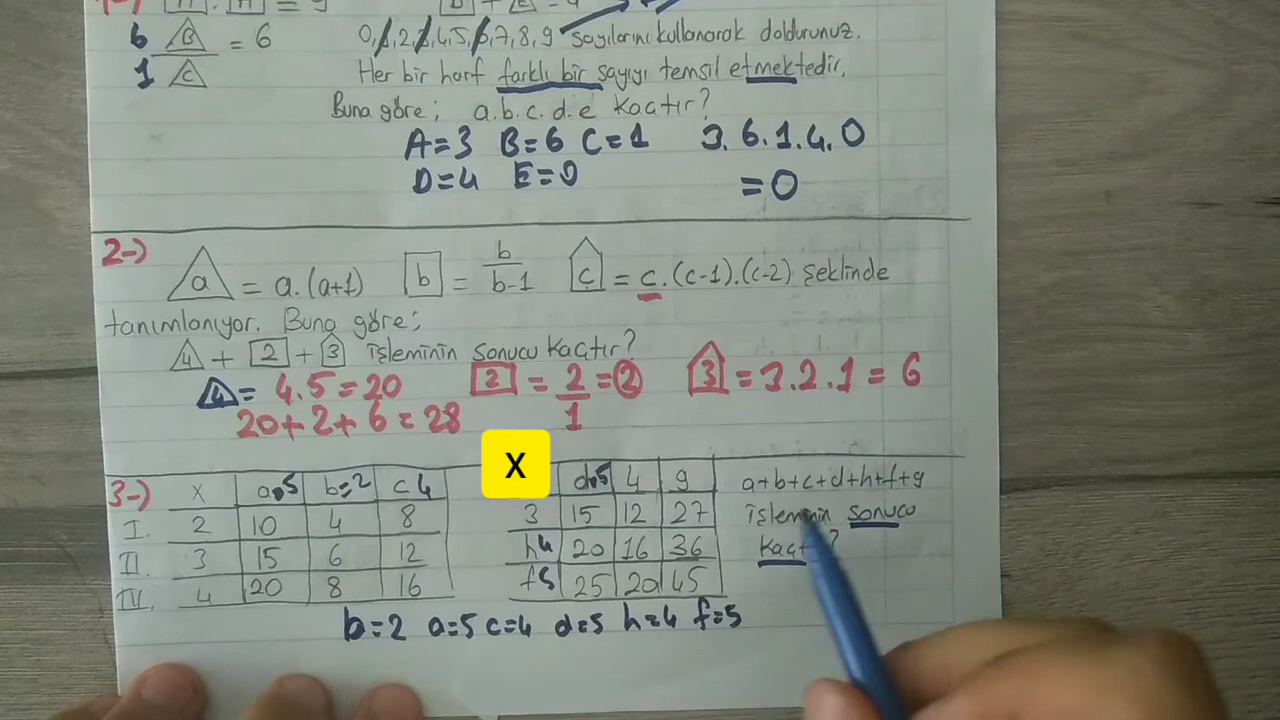 = 9
= 4
6 B = 6
1 C
0,1,2,3,4,5,6,7,8,9 sayılarını kullanarak doldurunuz.
Her bir harf farklı bir sayıyı temsil etmektedir.
Buna göre; a.b.c.d.e kaçtır?
A=3 B=6 C=1 3.6.1.4.0
D=4 E=0 =0
2-) a = a.(a+1) b = b/b-1 c = c.(c-1).(c-2) şeklinde
tanımlanıyor. Buna göre;
4 + 2 + 3 işleminin sonucu kaçtır?
4 = 4.5=20 2 = 2/1 = 2 3 = 3.2.1 = 6
20+2+6=28
3-) x a=5 b=2 c 4 X d=5 4 9 a+b+c+d+h+f+g
I. 2 10 4 8 3 15 12 27 işleminin sonucu
II. 3 15 6 12 h4 20 16 36 kaçtır?
III. 4 20 8 16 f5 25 20 45
b=2 a=5 c=4 d=5 h=4 f=5